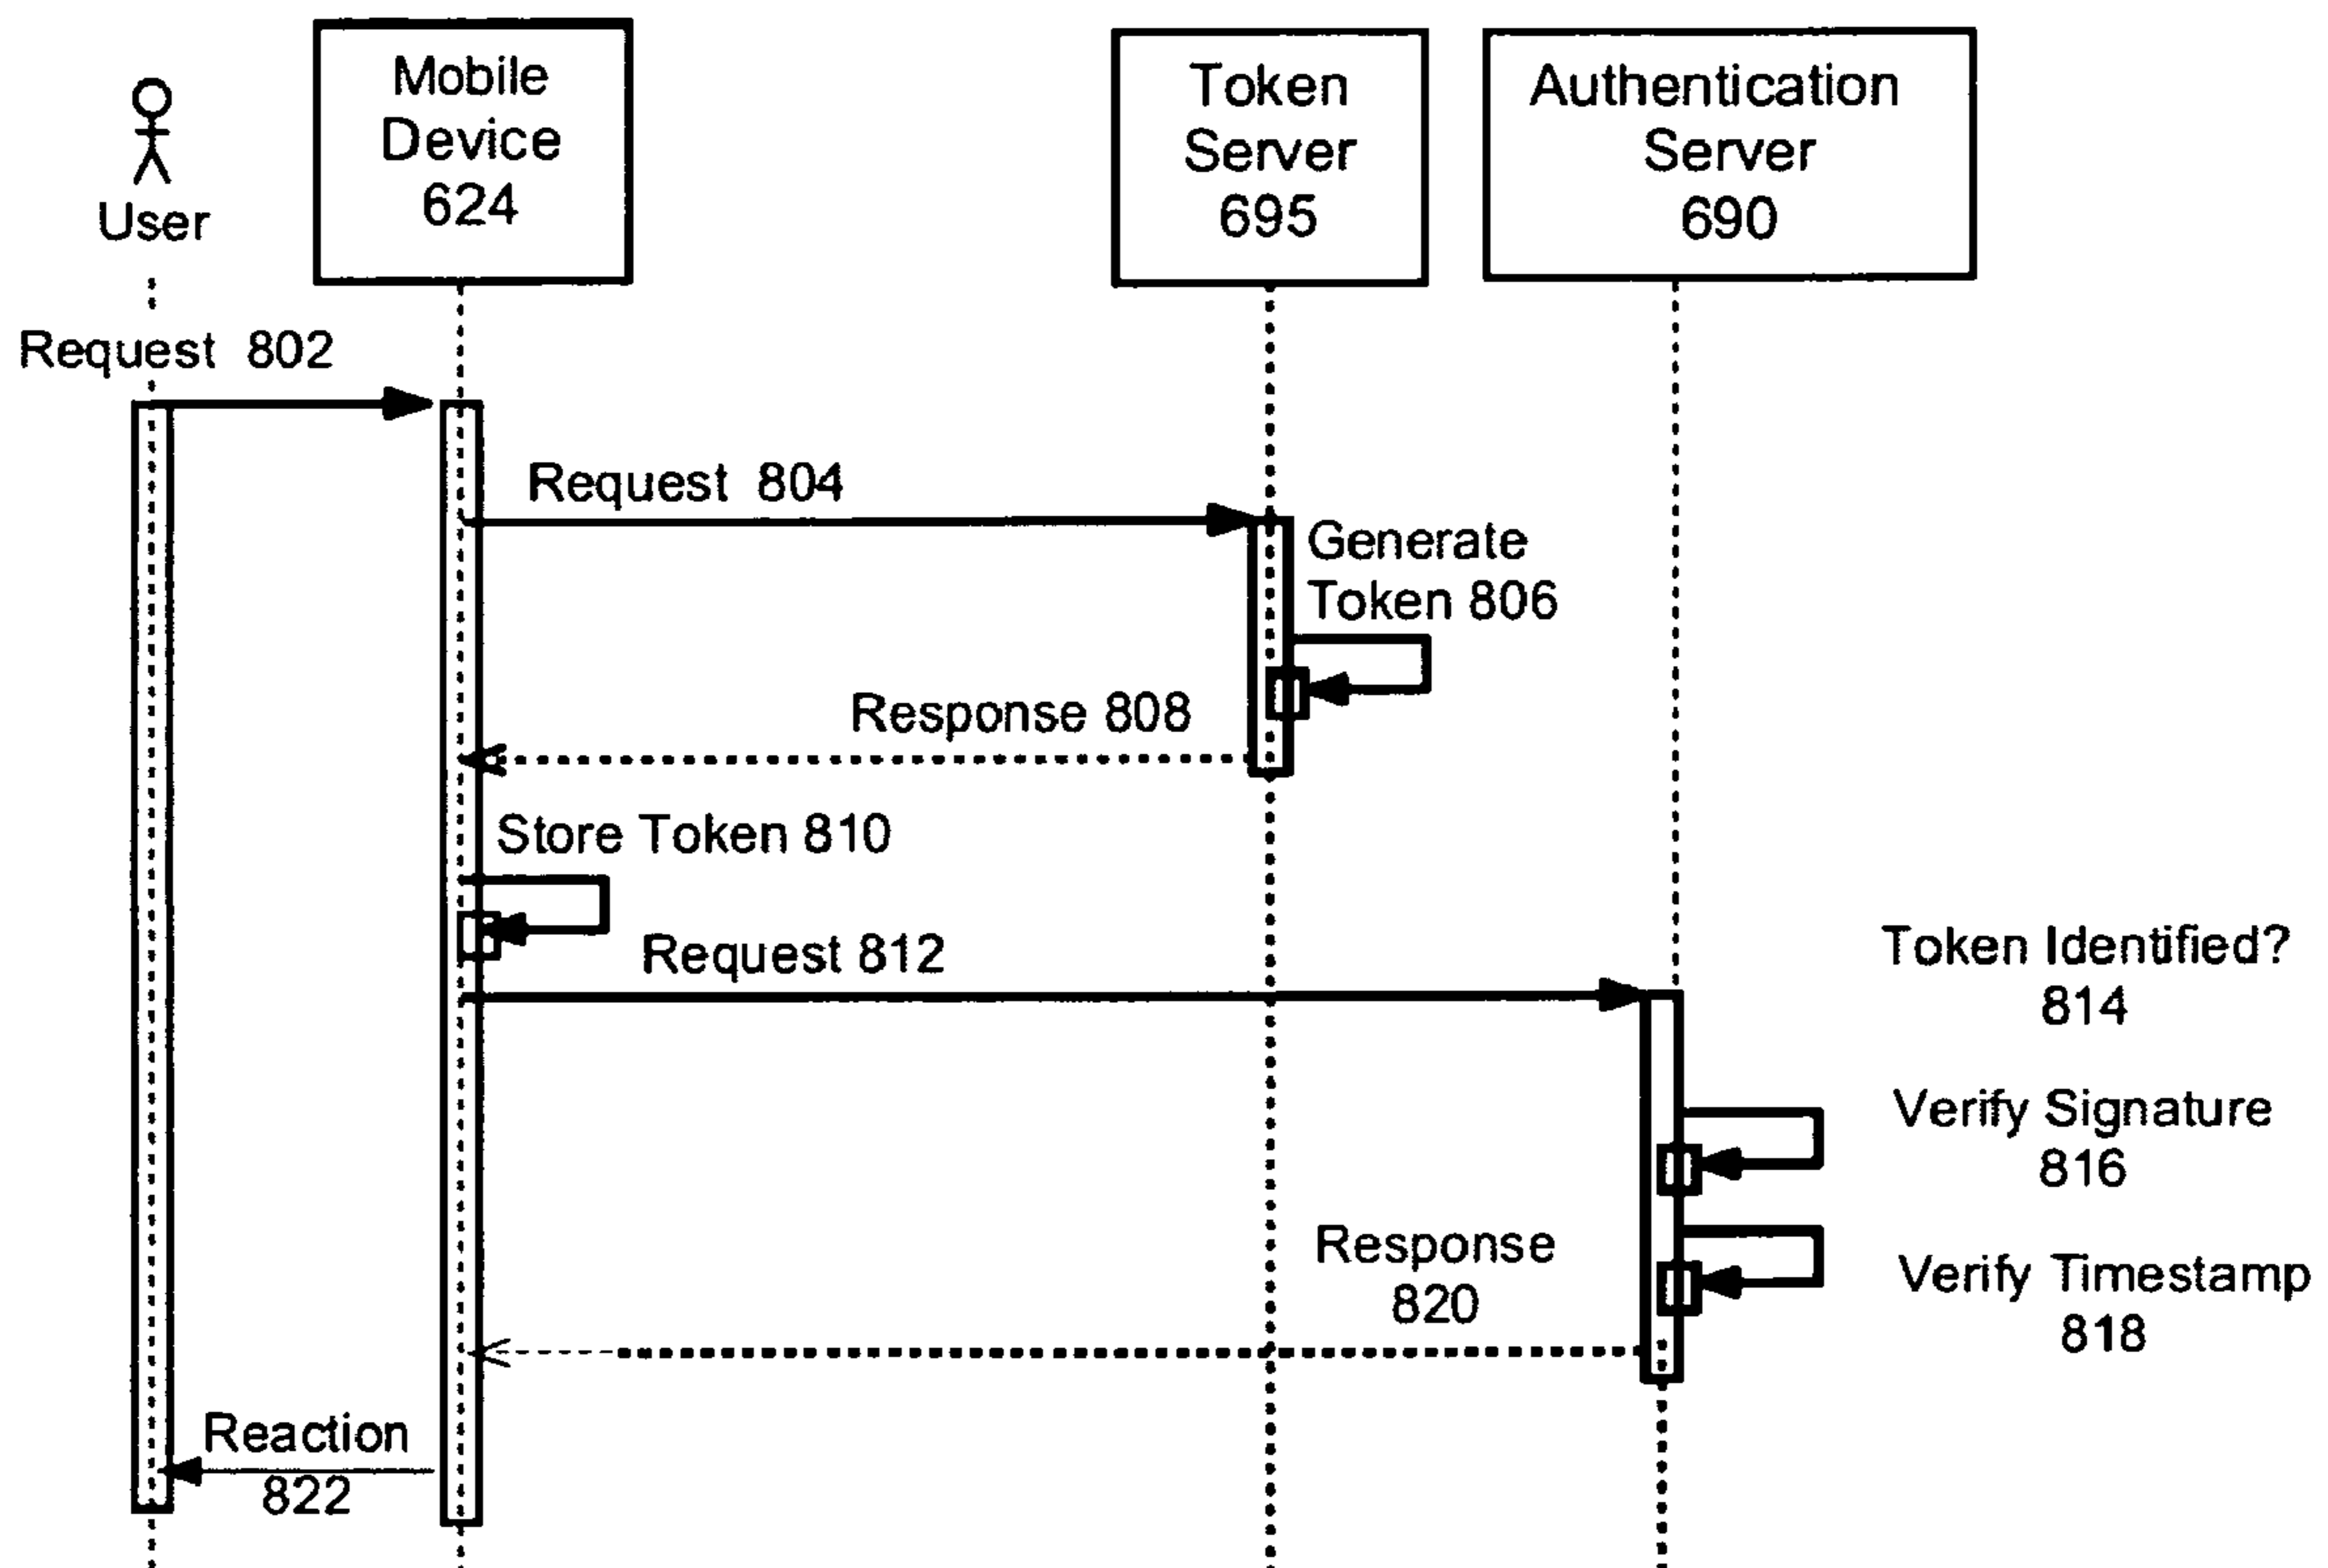 User
Mobile
Device
624
Token
Server
695
Authentication
Server
690
Request 802
Request 804
Generate
Token 806
Response 808
Store Token 810
Request 812
Token Identified?
814
Verify Signature
816
Response
820
Verify Timestamp
818
Reaction
822